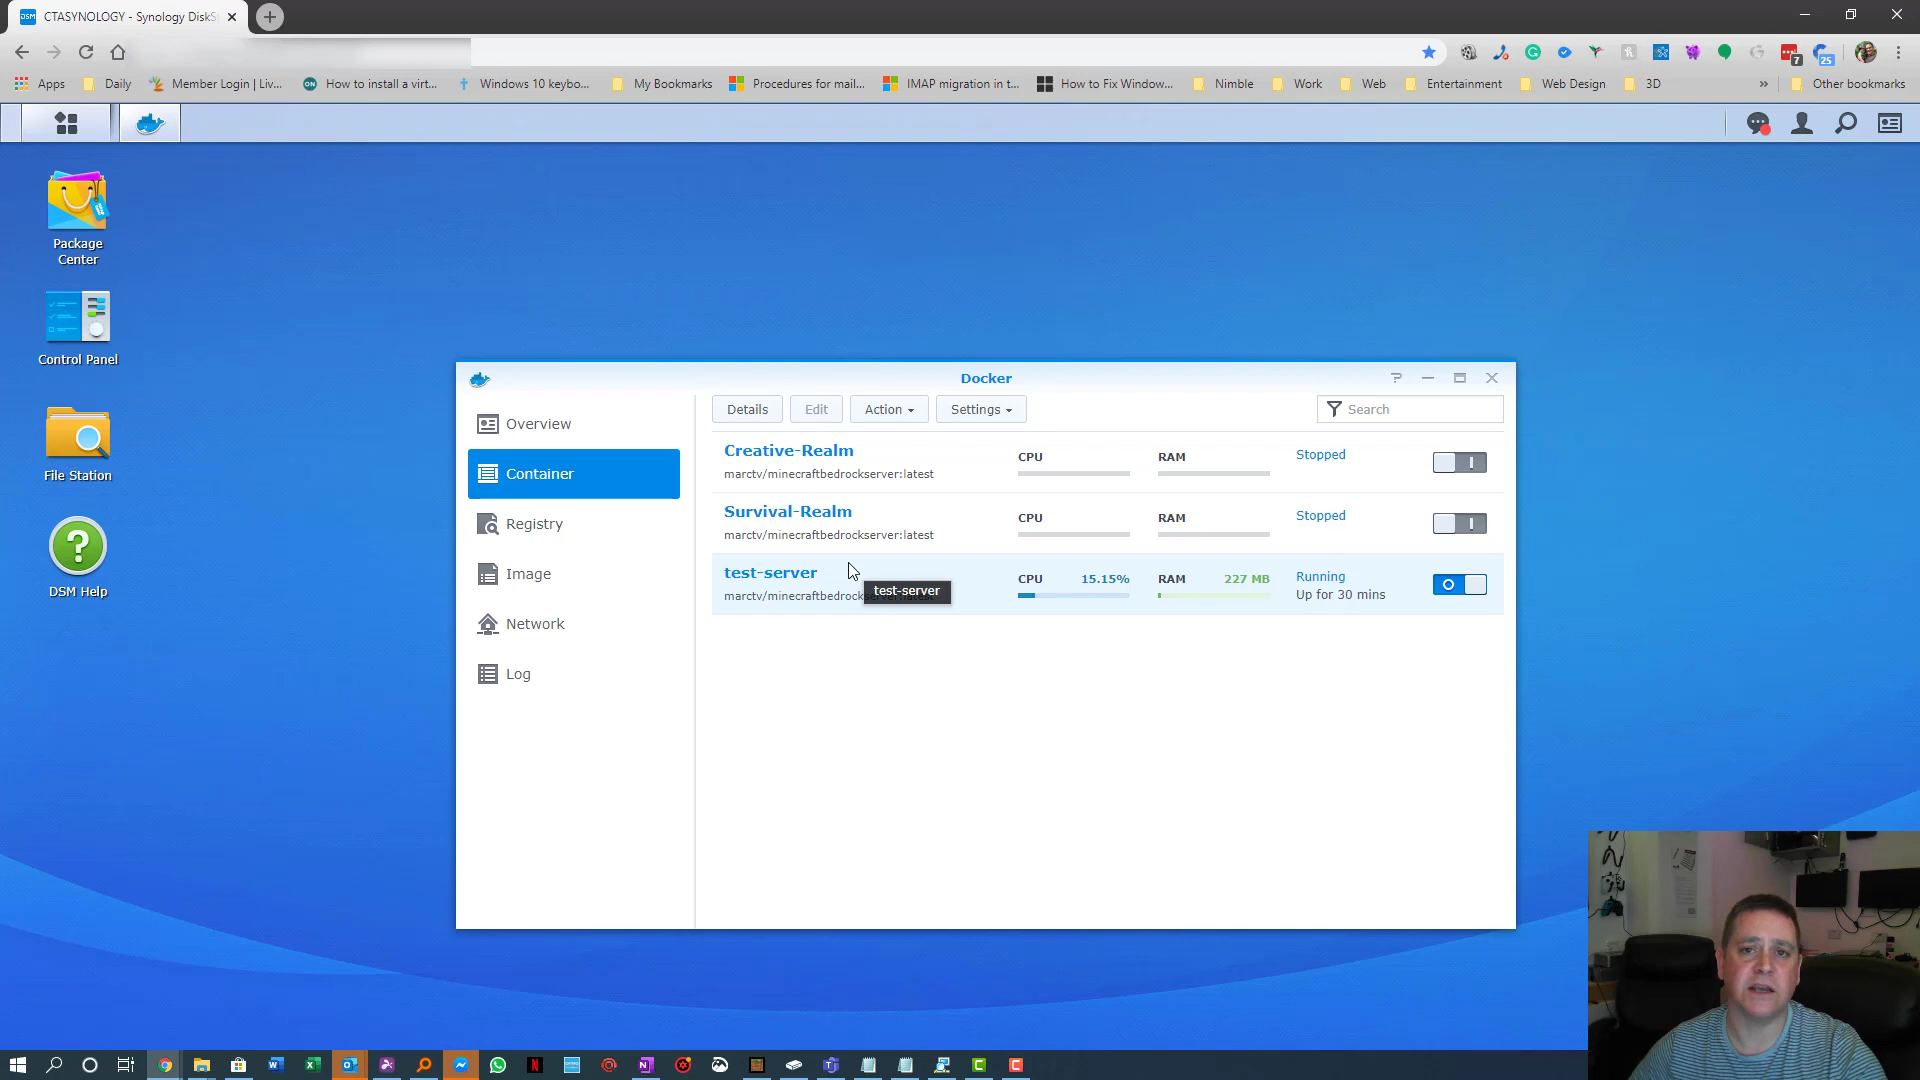 CTASYNOLOGY - Synology DiskS
Apps
Daily
Member Login | Liv...
How to install a virt...
Windows 10 keybo...
My Bookmarks
Procedures for mail...
IMAP migration in t...
How to Fix Window...
Nimble
Work
Web
Entertainment
Web Design
3D
»
Other bookmarks
7
25
Package
Center
Control Panel
File Station
DSM Help
Docker
Overview
Container
Registry
Image
Network
Log
Details
Edit
Action
Settings
Search
Creative-Realm
marctv/minecraftbedrockserver:latest
CPU
RAM
Stopped
Survival-Realm
marctv/minecraftbedrockserver:latest
CPU
RAM
Stopped
test-server
marctv/minecraftbedrockserver:latest
test-server
CPU 15.15%
RAM 227 MB
Running
Up for 30 mins